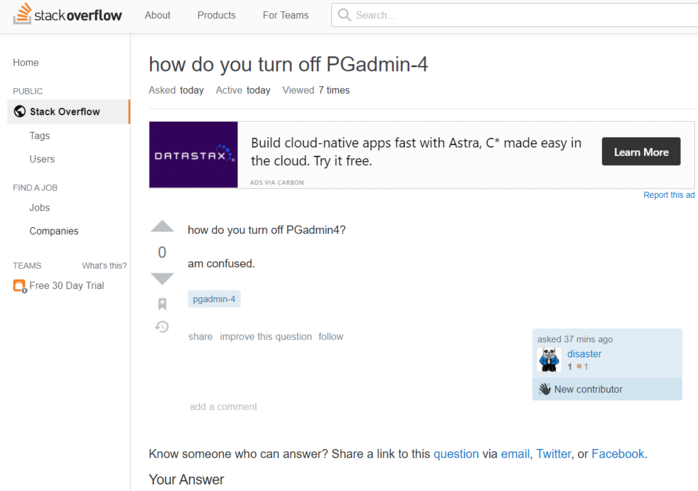 stackoverflow About Products For Teams Search...
Home
PUBLIC
Stack Overflow
Tags
Users
FIND A JOB
Jobs
Companies
TEAMS What's this?
Free 30 Day Trial
how do you turn off PGadmin-4
Asked today Active today Viewed 7 times
DATASTAX
Build cloud-native apps fast with Astra, C* made easy in
the cloud. Try it free.
ADS VIA CARBON
Learn More
Report this ad
0
how do you turn off PGadmin4?
am confused.
pgadmin-4
share improve this question follow
asked 37 mins ago
disaster
1 1
New contributor
add a comment
Know someone who can answer? Share a link to this question via email, Twitter, or Facebook.
Your Answer